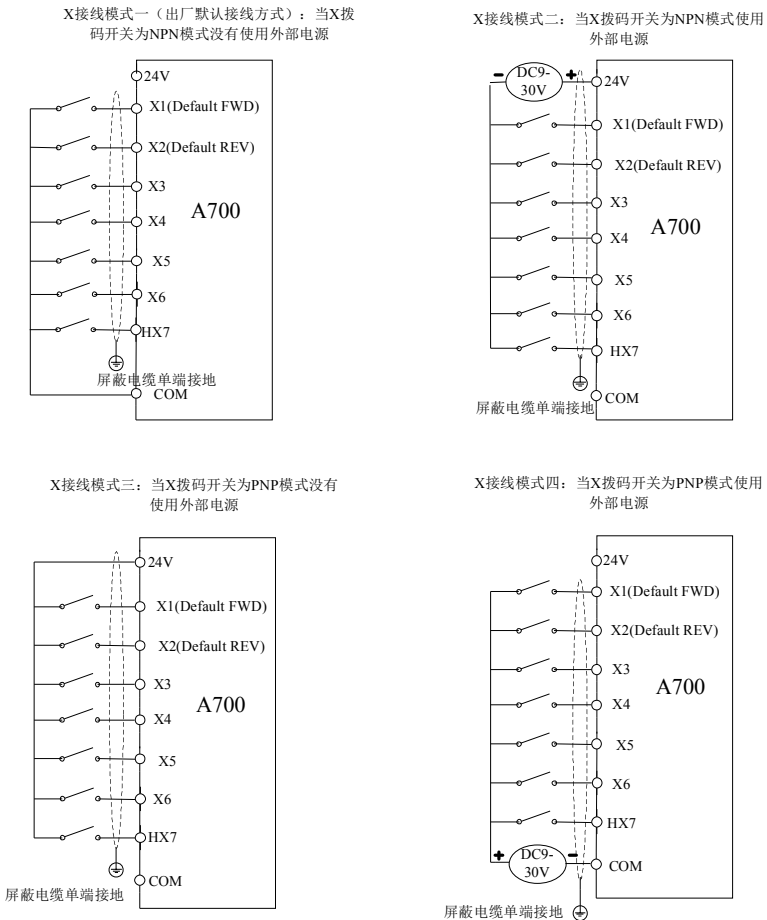 X接线模式一（出厂默认接线方式）：当X拨
码开关为NPN模式没有使用外部电源
24V
X1(Default FWD)
X2(Default REV)
X3
X4
A700
X5
X6
HX7
屏蔽电缆单端接地
COM
X接线模式二：当X拨码开关为NPN模式使用
外部电源
DC9-
30V
24V
X1(Default FWD)
X2(Default REV)
X3
X4
A700
X5
X6
HX7
COM
屏蔽电缆单端接地
X接线模式三：当X拨码开关为PNP模式没有
使用外部电源
24V
X1(Default FWD)
X2(Default REV)
X3
X4
A700
X5
X6
HX7
COM
屏蔽电缆单端接地
X接线模式四：当X拨码开关为PNP模式使用
外部电源
24V
X1(Default FWD)
X2(Default REV)
X3
X4
A700
X5
X6
HX7
DC9-
30V
COM
屏蔽电缆单端接地